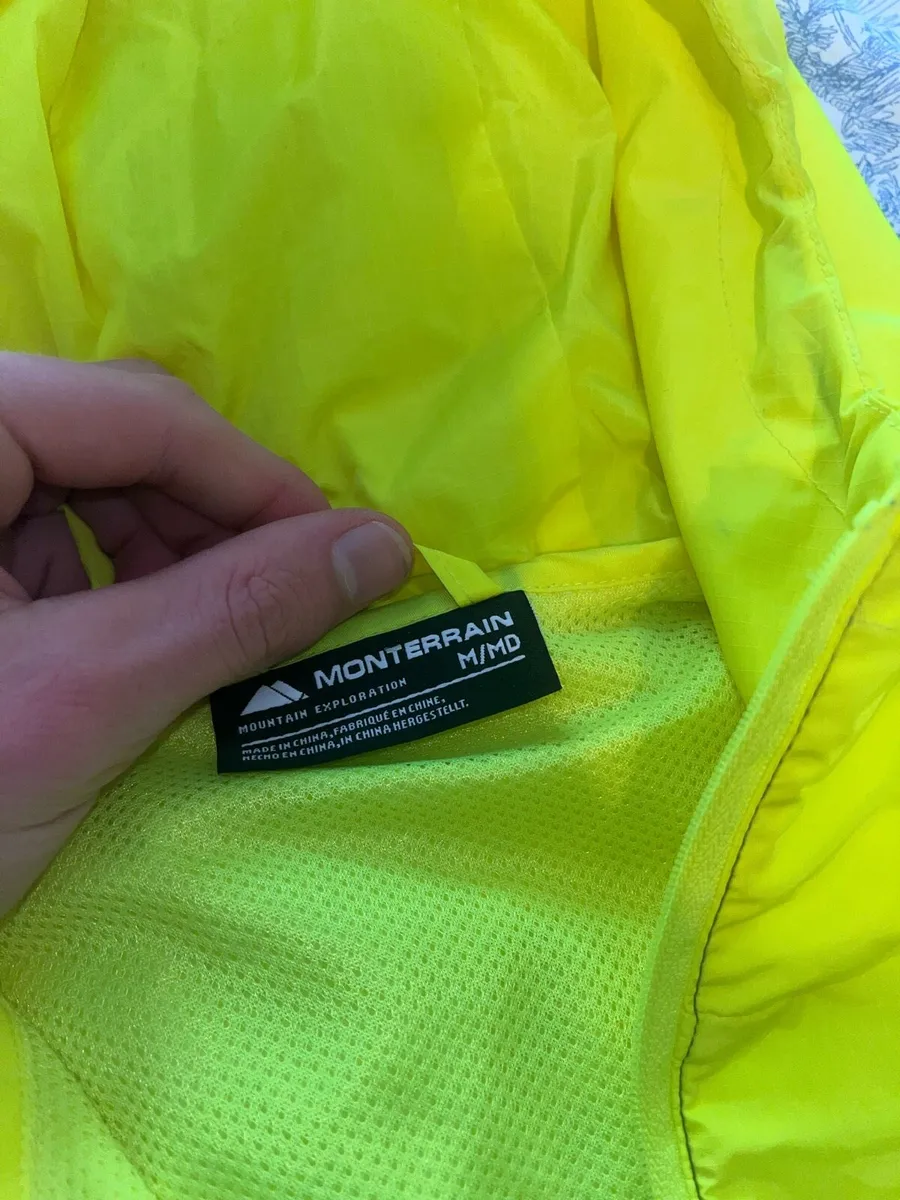 MONTERRAIN
M/MD
MOUNTAIN EXPLORATION
MADE IN CHINA, FABRIQUÉ EN CHINE,
HECHO EN CHINA, IN CHINA HERGESTELLT.